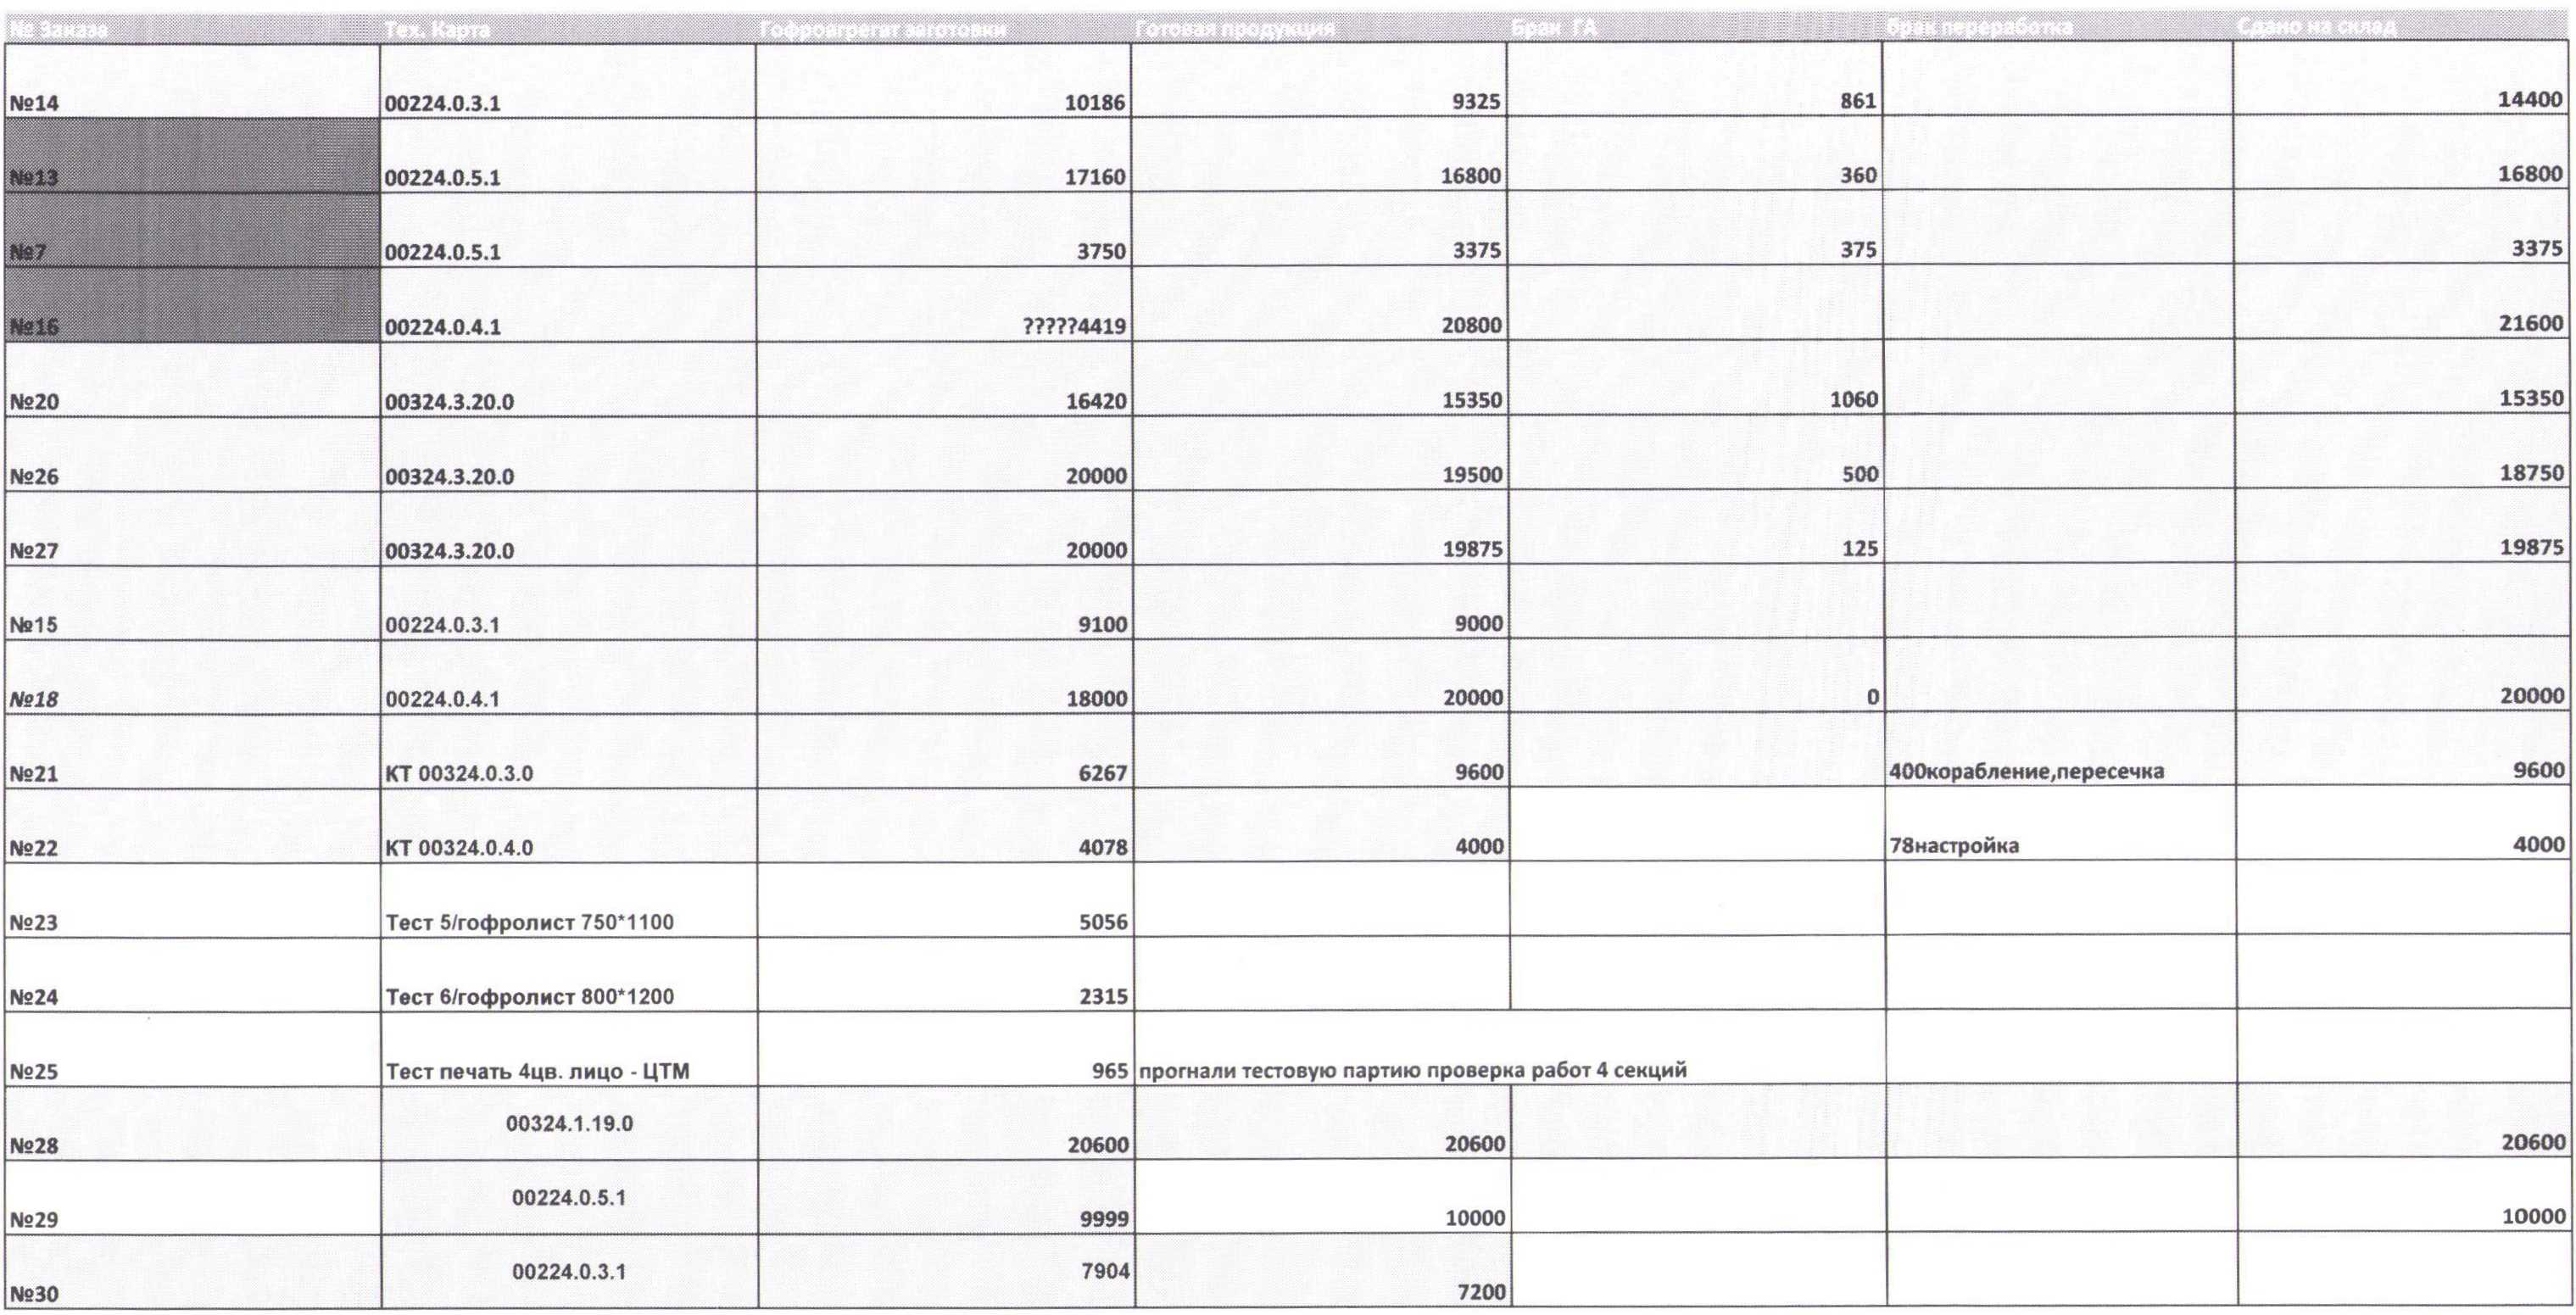 № Заказа Тех. Карта Гофроагрегат заготовки Готовая продукция Брак ГА брак переработка Сдано на склад
№14 00224.0.3.1 10186 9325 861 14400
№13 00224.0.5.1 17160 16800 360 16800
№7 00224.0.5.1 3750 3375 375 3375
№16 00224.0.4.1 ?????4419 20800 21600
№20 00324.3.20.0 16420 15350 1060 15350
№26 00324.3.20.0 20000 19500 500 18750
№27 00324.3.20.0 20000 19875 125 19875
№15 00224.0.3.1 9100 9000
№18 00224.0.4.1 18000 20000 0 20000
№21 КТ 00324.0.3.0 6267 9600 400корабление,пересечка 9600
№22 КТ 00324.0.4.0 4078 4000 78настройка 4000
№23 Тест 5/гофролист 750*1100 5056
№24 Тест 6/гофролист 800*1200 2315
№25 Тест печать 4цв. лицо - ЦТМ 965 прогнали тестовую партию проверка работ 4 секций
№28 00324.1.19.0 20600 20600 20600
№29 00224.0.5.1 9999 10000 10000
№30 00224.0.3.1 7904 7200